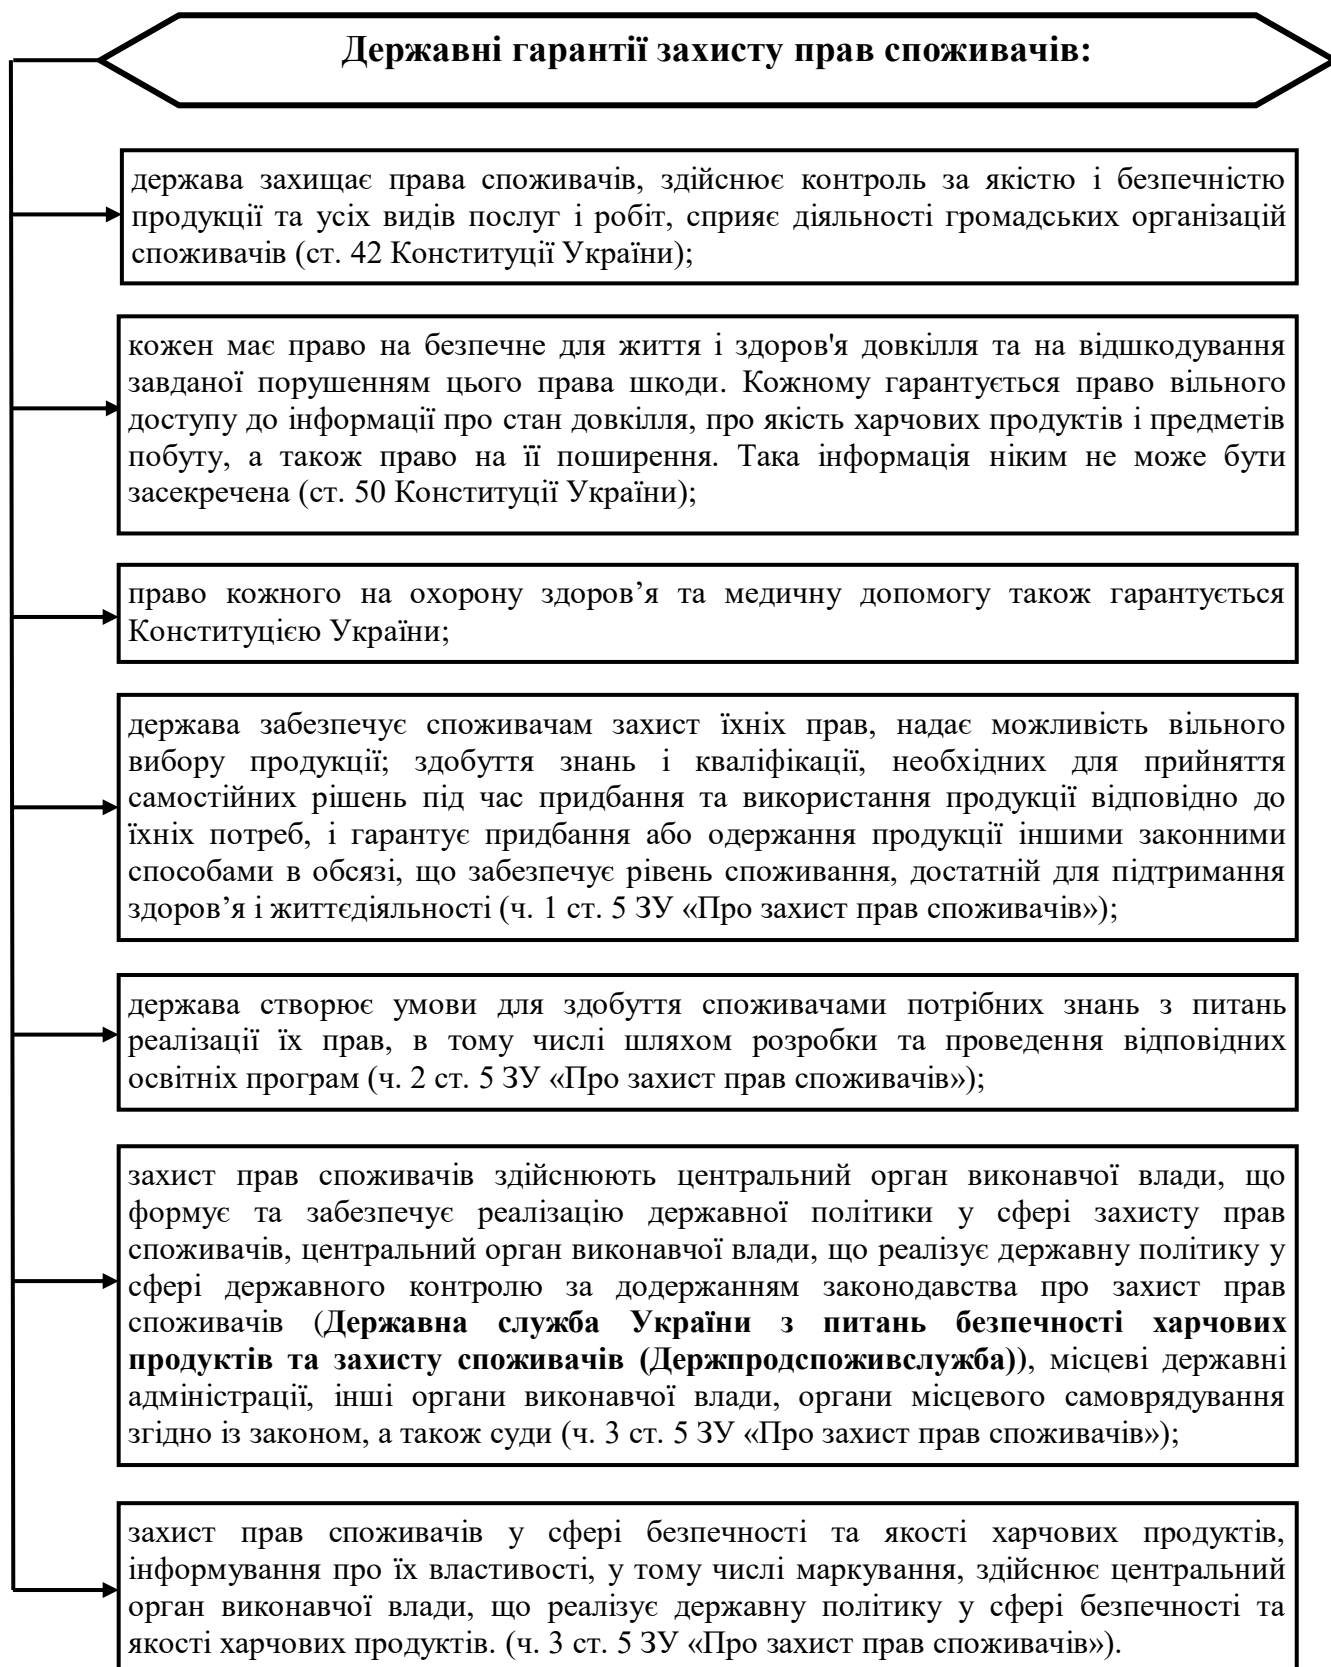 Державні гарантії захисту прав споживачів:
держава захищає права споживачів, здійснює контроль за якістю і безпечністю
продукції та усіх видів послуг і робіт, сприяє діяльності громадських організацій
споживачів (ст. 42 Конституції України);
кожен має право на безпечне для життя і здоров'я довкілля та на відшкодування
завданої порушенням цього права шкоди. Кожному гарантується право вільного
доступу до інформації про стан довкілля, про якість харчових продуктів і предметів
побуту, а також право на її поширення. Така інформація ніким не може бути
засекречена (ст. 50 Конституції України);
право кожного на охорону здоров’я та медичну допомогу також гарантується
Конституцією України;
держава забезпечує споживачам захист їхніх прав, надає можливість вільного
вибору продукції; здобуття знань і кваліфікації, необхідних для прийняття
самостійних рішень під час придбання та використання продукції відповідно до
їхніх потреб, і гарантує придбання або одержання продукції іншими законними
способами в обсязі, що забезпечує рівень споживання, достатній для підтримання
здоров’я і життєдіяльності (ч. 1 ст. 5 ЗУ «Про захист прав споживачів»);
держава створює умови для здобуття споживачами потрібних знань з питань
реалізації їх прав, в тому числі шляхом розробки та проведення відповідних
освітніх програм (ч. 2 ст. 5 ЗУ «Про захист прав споживачів»);
захист прав споживачів здійснюють центральний орган виконавчої влади, що
формує та забезпечує реалізацію державної політики у сфері захисту прав
споживачів, центральний орган виконавчої влади, що реалізує державну політику у
сфері державного контролю за додержанням законодавства про захист прав
споживачів (Державна служба України з питань безпечності харчових
продуктів та захисту споживачів (Держпродспоживслужба)), місцеві державні
адміністрації, інші органи виконавчої влади, органи місцевого самоврядування
згідно із законом, а також суди (ч. 3 ст. 5 ЗУ «Про захист прав споживачів»);
захист прав споживачів у сфері безпечності та якості харчових продуктів,
інформування про їх властивості, у тому числі маркування, здійснює центральний
орган виконавчої влади, що реалізує державну політику у сфері безпечності та
якості харчових продуктів. (ч. 3 ст. 5 ЗУ «Про захист прав споживачів»).